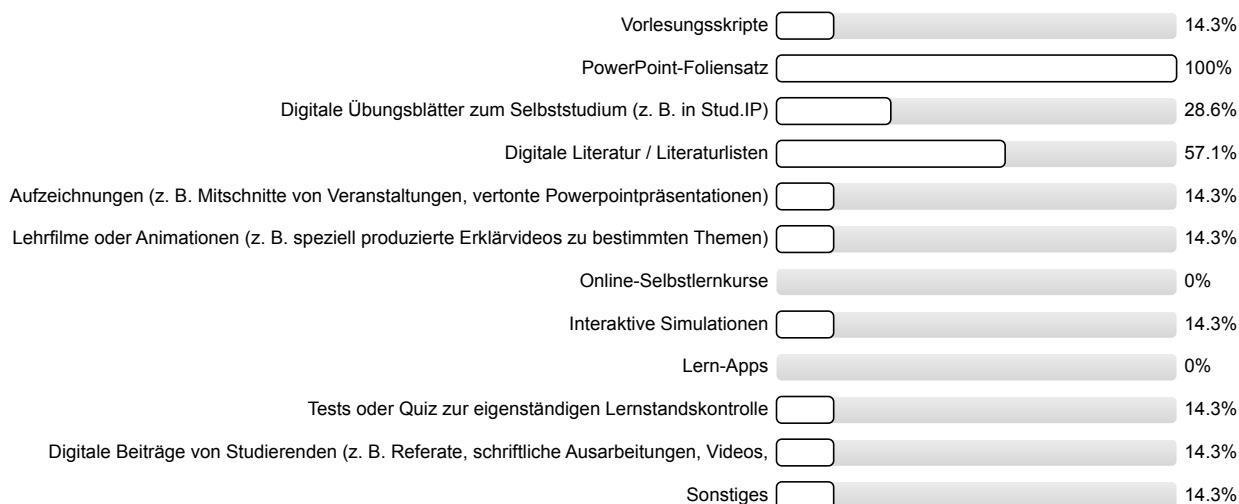 Vorlesungsskripte 14.3%
PowerPoint-Foliensatz 100%
Digitale Übungsblätter zum Selbststudium (z. B. in Stud.IP) 28.6%
Digitale Literatur / Literaturlisten 57.1%
Aufzeichnungen (z. B. Mitschnitte von Veranstaltungen, vertonte Powerpointpräsentationen) 14.3%
Lehrfilme oder Animationen (z. B. speziell produzierte Erklärvideos zu bestimmten Themen) 14.3%
Online-Selbstlernkurse 0%
Interaktive Simulationen 14.3%
Lern-Apps 0%
Tests oder Quiz zur eigenständigen Lernstandskontrolle 14.3%
Digitale Beiträge von Studierenden (z. B. Referate, schriftliche Ausarbeitungen, Videos, 14.3%
Sonstiges 14.3%